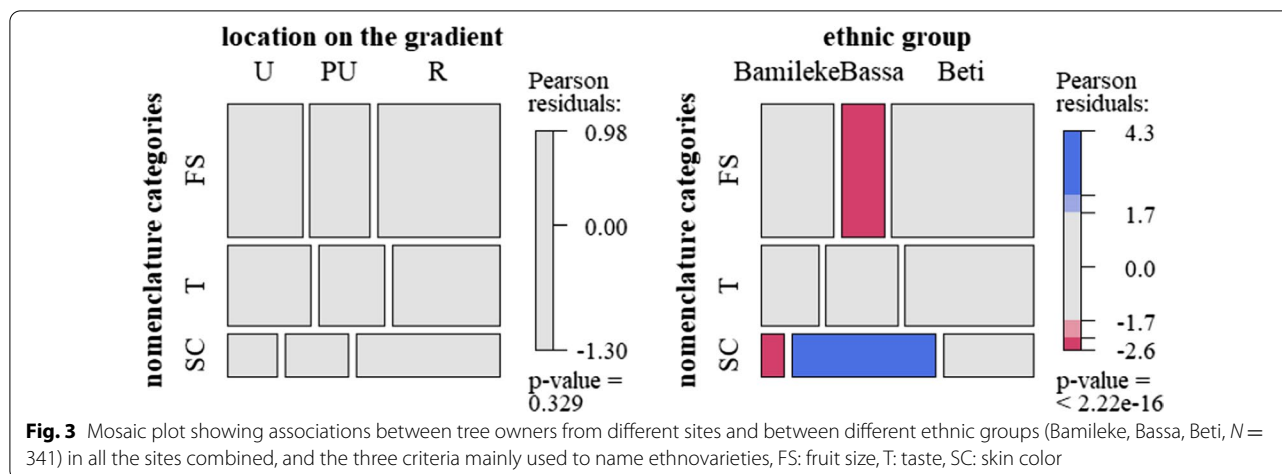 location on the gradient
U PU R
nomenclature categories
FS
T
SC
Pearson
residuals:
0.98
0.00
-1.30
p-value =
0.329
ethnic group
Bamileke Bassa Beti
nomenclature categories
FS
T
SC
Pearson
residuals:
4.3
1.7
0.0
-1.7
-2.6
p-value =
< 2.22e-16
Fig. 3 Mosaic plot showing associations between tree owners from different sites and between different ethnic groups (Bamileke, Bassa, Beti, N =
341) in all the sites combined, and the three criteria mainly used to name ethnovarieties, FS: fruit size, T: taste, SC: skin color